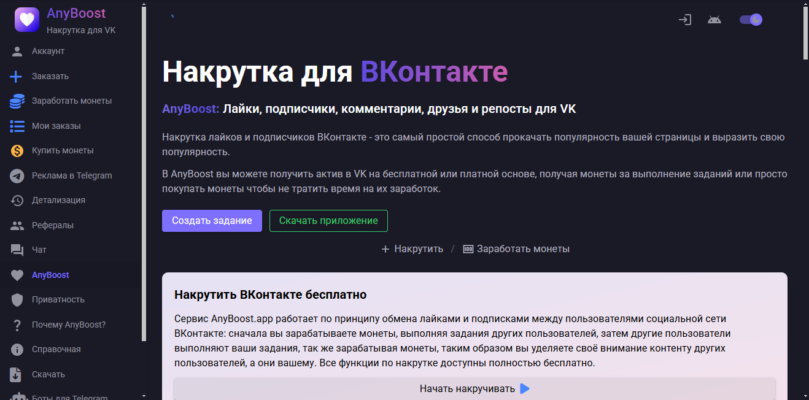 AnyBoost
Накрутка для VK
Аккаунт
Заказать
Заработать монеты
Мои заказы
Купить монеты
Реклама в Telegram
Детализация
Рефералы
Чат
AnyBoost
Приватность
Почему AnyBoost?
Справочная
Скачать
Боты для Telegram
Накрутка для ВКонтакте
AnyBoost: Лайки, подписчики, комментарии, друзья и репосты для VK
Накрутка лайков и подписчиков ВКонтакте - это самый простой способ прокачать популярность вашей страницы и выразить свою
популярность.
В AnyBoost вы можете получить актив в VK на бесплатной или платной основе, получая монеты за выполнение заданий или просто
покупать монеты чтобы не тратить время на их заработок.
Создать задание
Скачать приложение
Накрутить / Заработать монеты
Накрутить ВКонтакте бесплатно
Сервис AnyBoost.app работает по принципу обмена лайками и подписками между пользователями социальной сети
ВКонтакте: сначала вы зарабатываете монеты, выполняя задания других пользователей, затем другие пользователи
выполняют ваши задания, так же зарабатывая монеты, таким образом вы уделяете своё внимание контенту других
пользователей, а они вашему. Все функции по накрутке доступны полностью бесплатно.
Начать накручивать